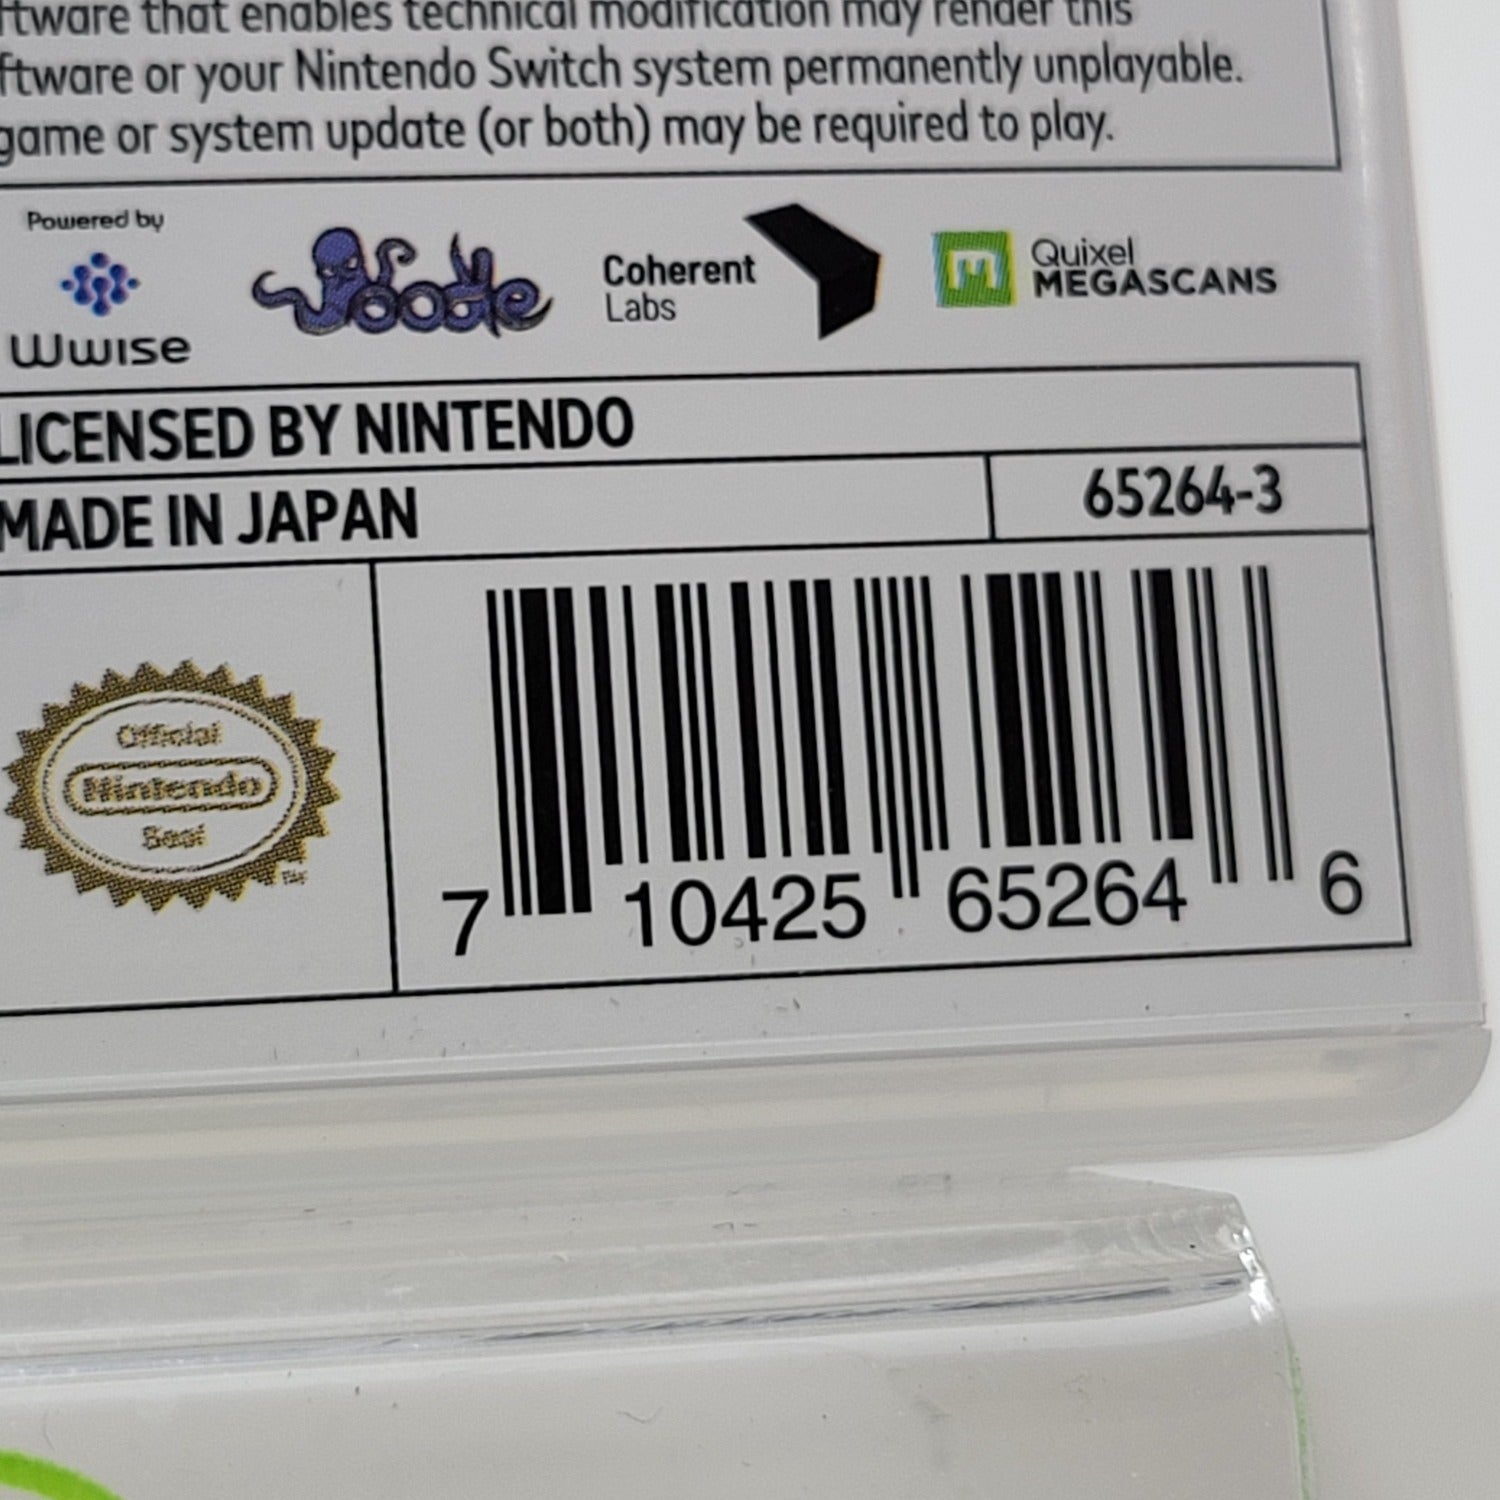 ftware that enables technical modification may render this
ftware or your Nintendo Switch system permanently unplayable.
game or system update (or both) may be required to play.
Powered by
Wwise
Noodle
Coherent
Labs
Quixel
MEGASCANS
LICENSED BY NINTENDO
MADE IN JAPAN
65264-3
Official
Nintendo
Seal
TM
7 10425 65264 6